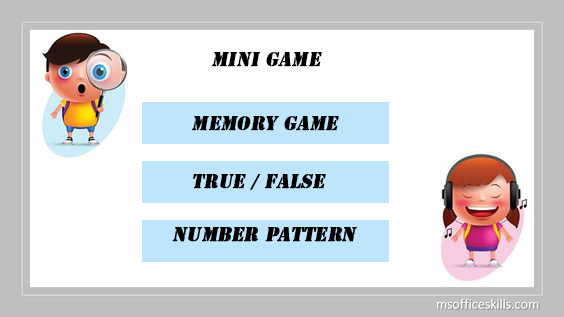 MINI GAME
MEMORY GAME
TRUE / FALSE
NUMBER PATTERN
msofficeskills.com